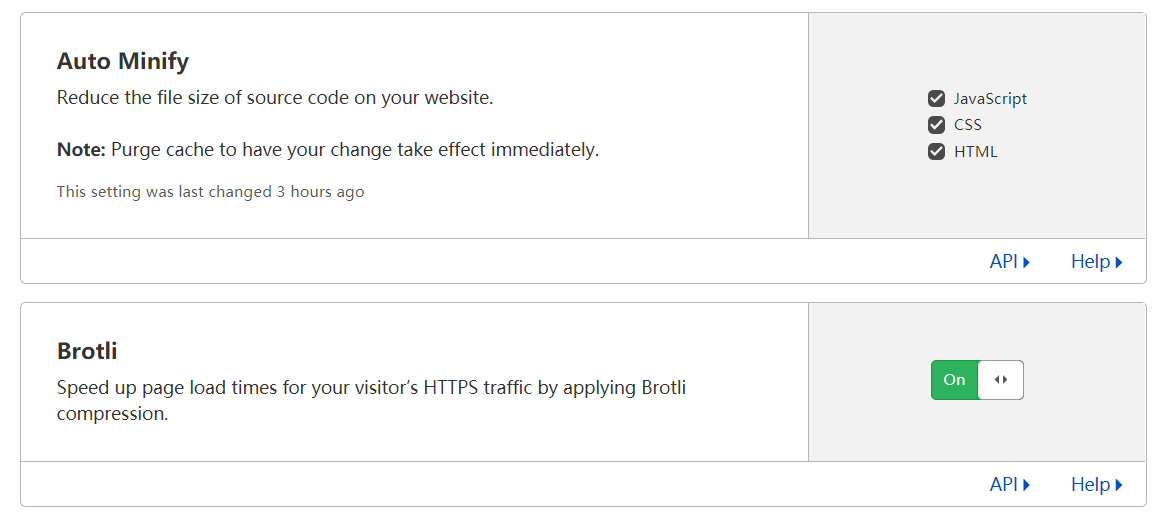 Auto Minify
Reduce the file size of source code on your website.
Note: Purge cache to have your change take effect immediately.
This setting was last changed 3 hours ago
JavaScript
CSS
HTML
API
Help
Brotli
Speed up page load times for your visitor’s HTTPS traffic by applying Brotli
compression.
On
API
Help